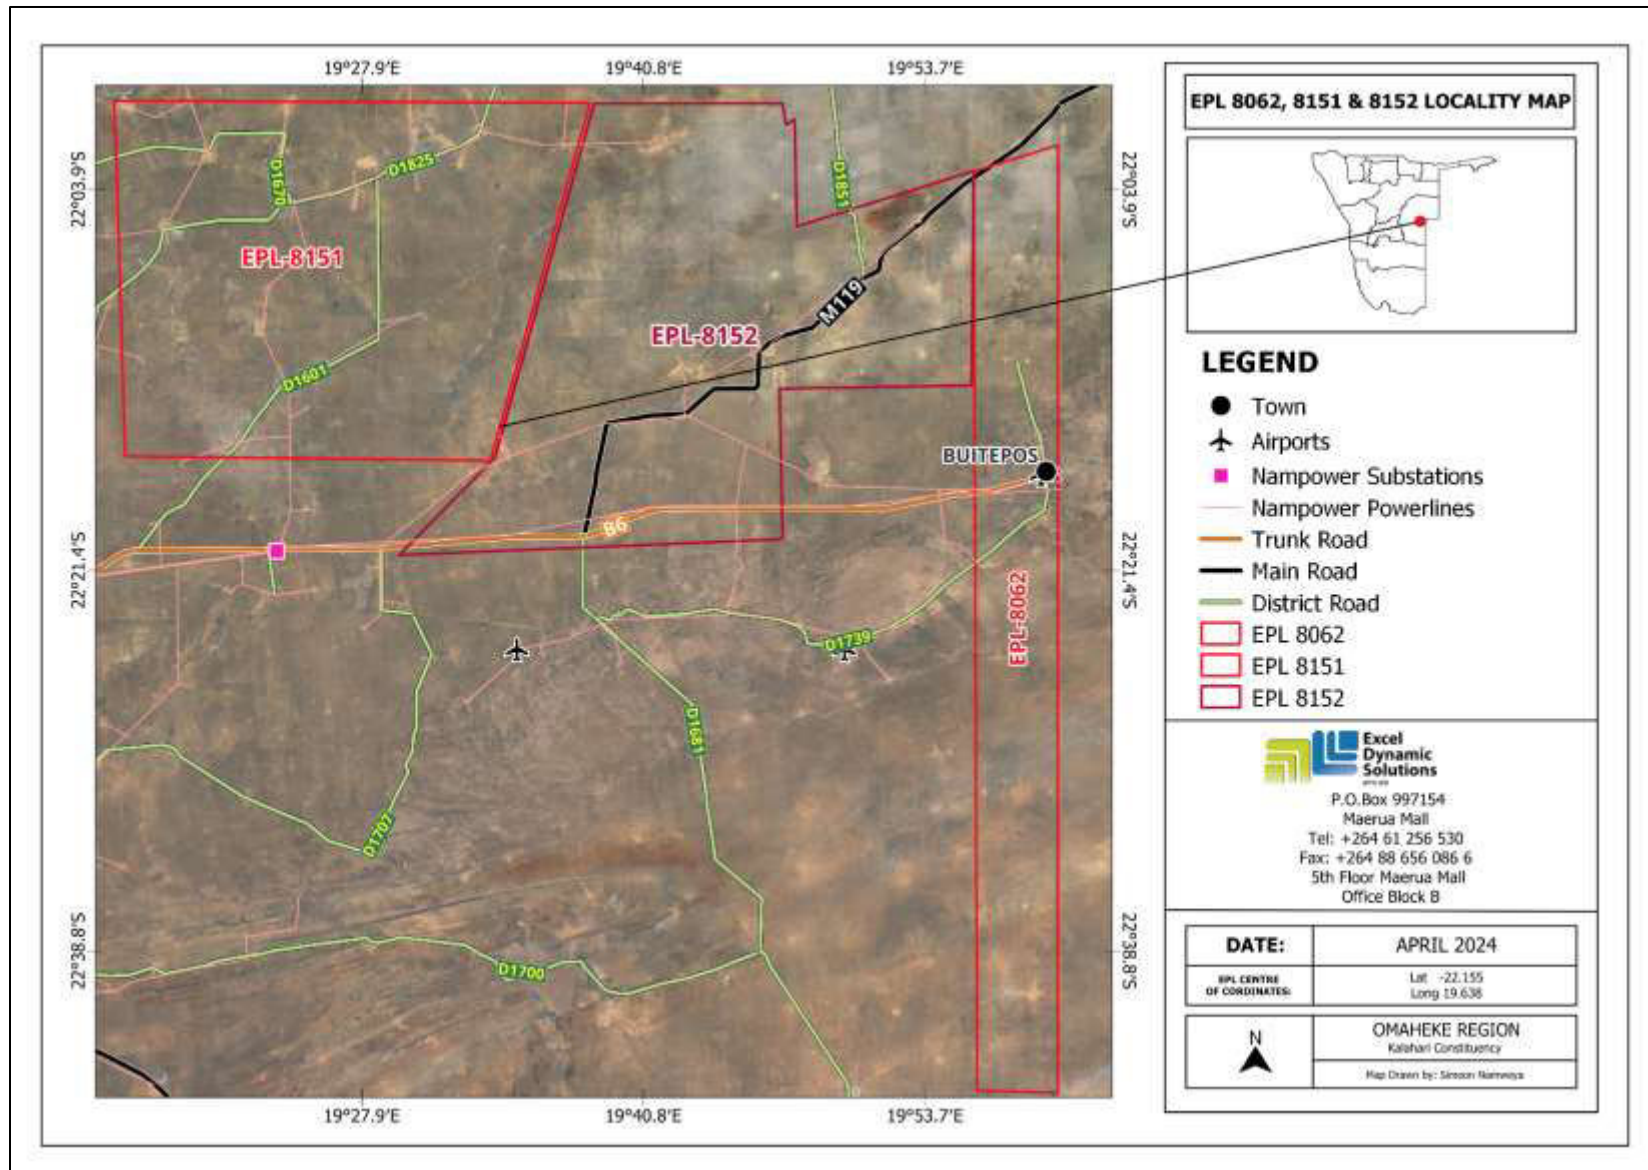 19°27.9'E 19°40.8'E 19°53.7'E
22°03.9'S
22°03.9'S
22°21.4'S
22°21.4'S
22°38.8'S
22°38.8'S
19°27.9'E 19°40.8'E 19°53.7'E
D1670
D1825
D1851
EPL-8151
M119
EPL-8152
D1601
BUITEPOS
B6
EPL-8062
D1739
D1681
D1707
D1700
EPL 8062, 8151 & 8152 LOCALITY MAP
LEGEND
Town
Airports
Nampower Substations
Nampower Powerlines
Trunk Road
Main Road
District Road
EPL 8062
EPL 8151
EPL 8152
Excel
Dynamic
Solutions
P.O.Box 997154
Maerua Mall
Tel: +264 61 256 530
Fax: +264 88 656 086 6
5th Floor Maerua Mall
Office Block B
DATE: APRIL 2024
EPL CENTRE
OF CORDINATES:
Lat -22.155
Long 19.638
N
OMAHEKE REGION
Kalahari Constituency
Map Drawn by: Simeon Namweya